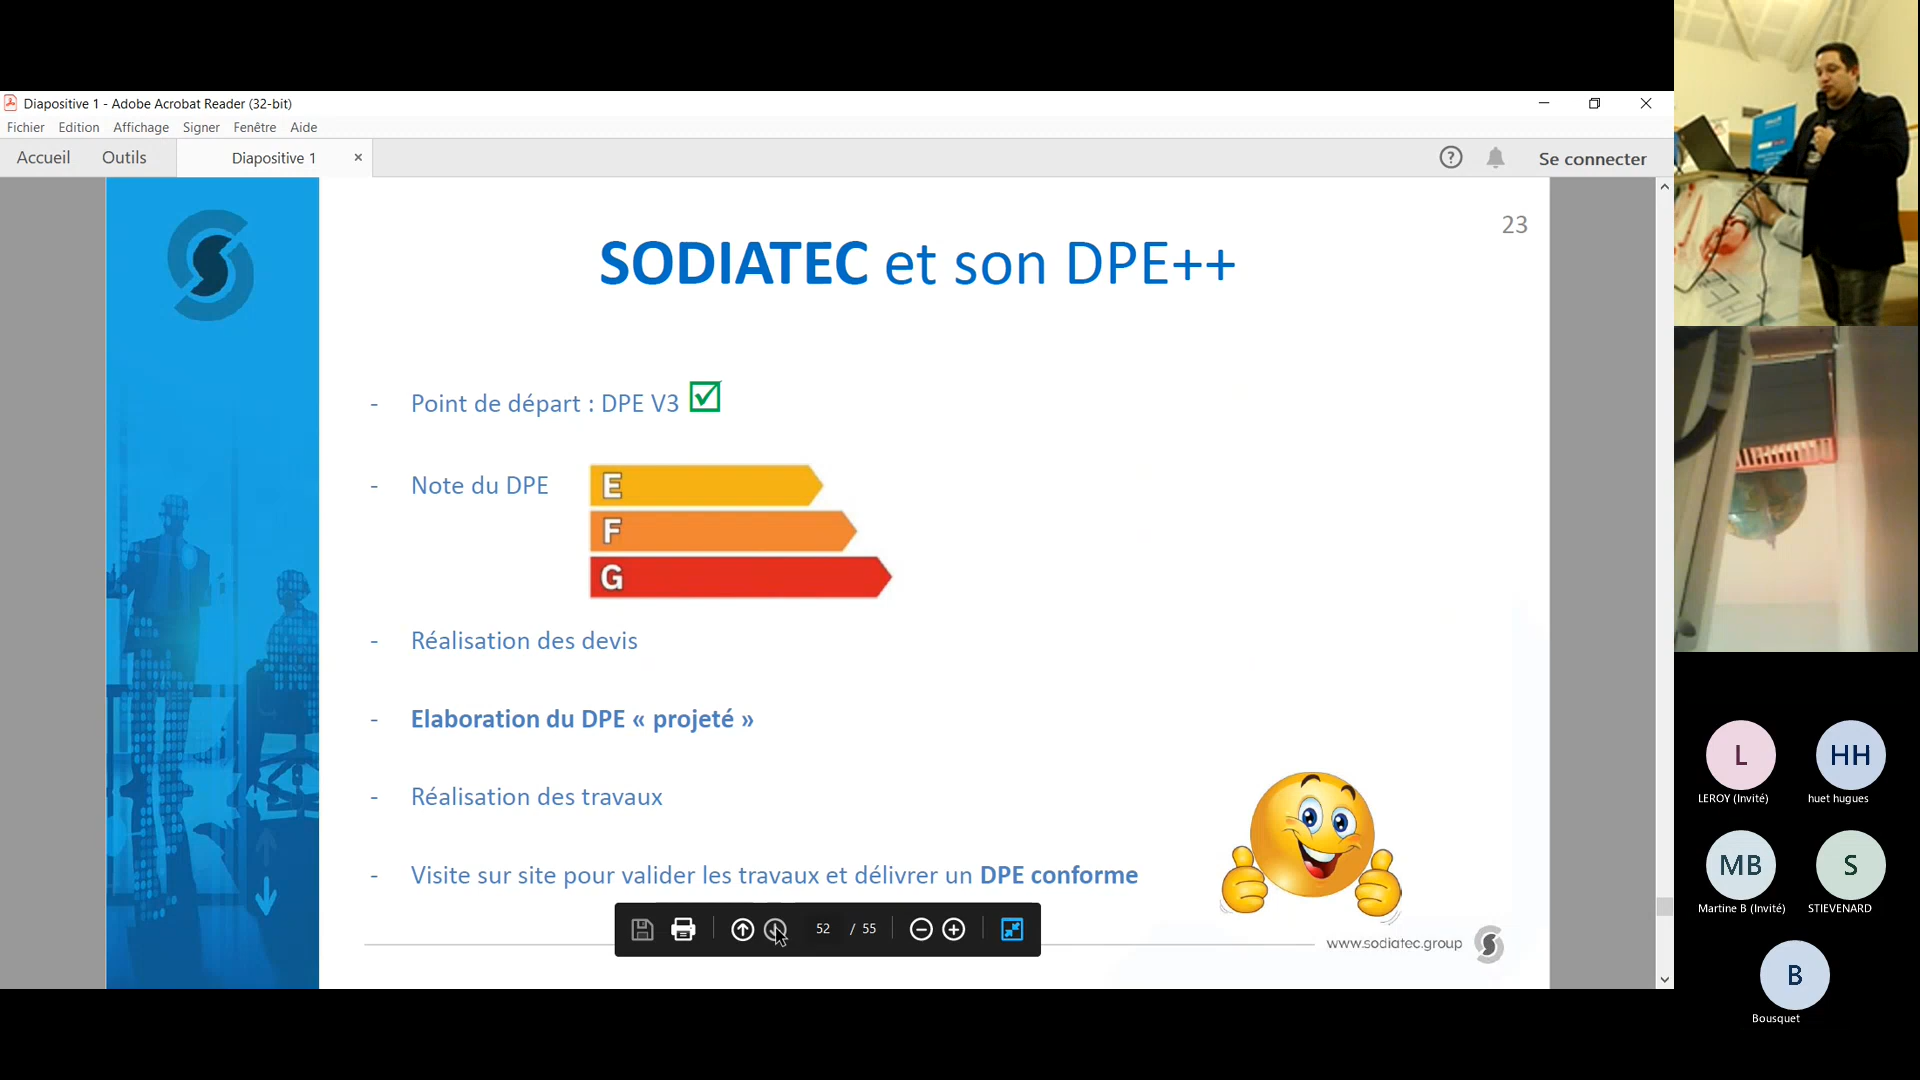 Diapositive 1 - Adobe Acrobat Reader (32-bit)
Fichier Edition Affichage Signer Fenêtre Aide
Accueil Outils Diapositive 1 × Se connecter
23
SODIATEC et son DPE++
- Point de départ : DPE V3
- Note du DPE
E
F
G
- Réalisation des devis
- Elaboration du DPE « projeté »
- Réalisation des travaux
- Visite sur site pour valider les travaux et délivrer un DPE conforme
52 / 55
www.sodiatec.group
L
LEROY (Invité)
HH
huet hugues
MB
Martine B (Invité)
S
STIEVENARD
B
Bousquet